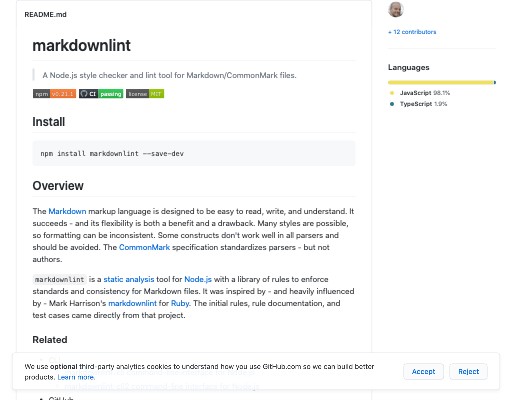 README.md
markdownlint
A Node.js style checker and lint tool for Markdown/CommonMark files.
npm v0.21.1 CI passing license MIT
Install
npm install markdownlint --save-dev
Overview
The Markdown markup language is designed to be easy to read, write, and understand. It
succeeds - and its flexibility is both a benefit and a drawback. Many styles are possible,
so formatting can be inconsistent. Some constructs don't work well in all parsers and
should be avoided. The CommonMark specification standardizes parsers - but not
authors.
markdownlint is a static analysis tool for Node.js with a library of rules to enforce
standards and consistency for Markdown files. It was inspired by - and heavily influenced
by - Mark Harrison's markdownlint for Ruby. The initial rules, rule documentation, and
test cases came directly from that project.
Related
+ 12 contributors
Languages
JavaScript 98.1%
TypeScript 1.9%
We use optional third-party analytics cookies to understand how you use GitHub.com so we can build better
products. Learn more.
Accept
Reject